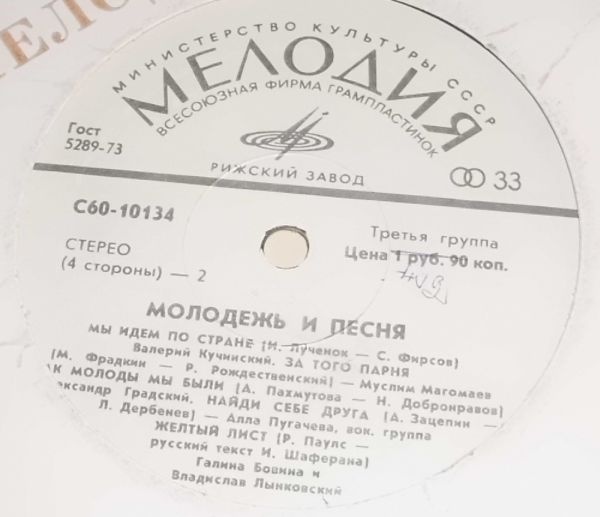 МИНИСТЕРСТВО КУЛЬТУРЫ СССР
МЕЛОДИЯ
ВСЕСОЮЗНАЯ ФИРМА ГРАМПЛАСТИНОК
Гост
5289-73
РИЖСКИЙ ЗАВОД
33
С60-10134
Третья группа
СТЕРЕО
Цена 1 руб. 90 коп.
(4 стороны) — 2
МОЛОДЕЖЬ И ПЕСНЯ
МЫ ИДЕМ ПО СТРАНЕ (И. Лученок — С. Фирсов)
Валерий Кучинский. ЗА ТОГО ПАРНЯ
(М. Фрадкин — Р. Рождественский) — Муслим Магомаев
АК МОЛОДЫ МЫ БЫЛИ (А. Пахмутова — Н. Добронравов)
ександр Градский. НАЙДИ СЕБЕ ДРУГА (А. Зацепин —
Л. Дербенев) — Алла Пугачева, вок. группа
ЖЕЛТЫЙ ЛИСТ (Р. Паулс —
русский текст И. Шаферана)
Галина Бовина и
Владислав Лынковский